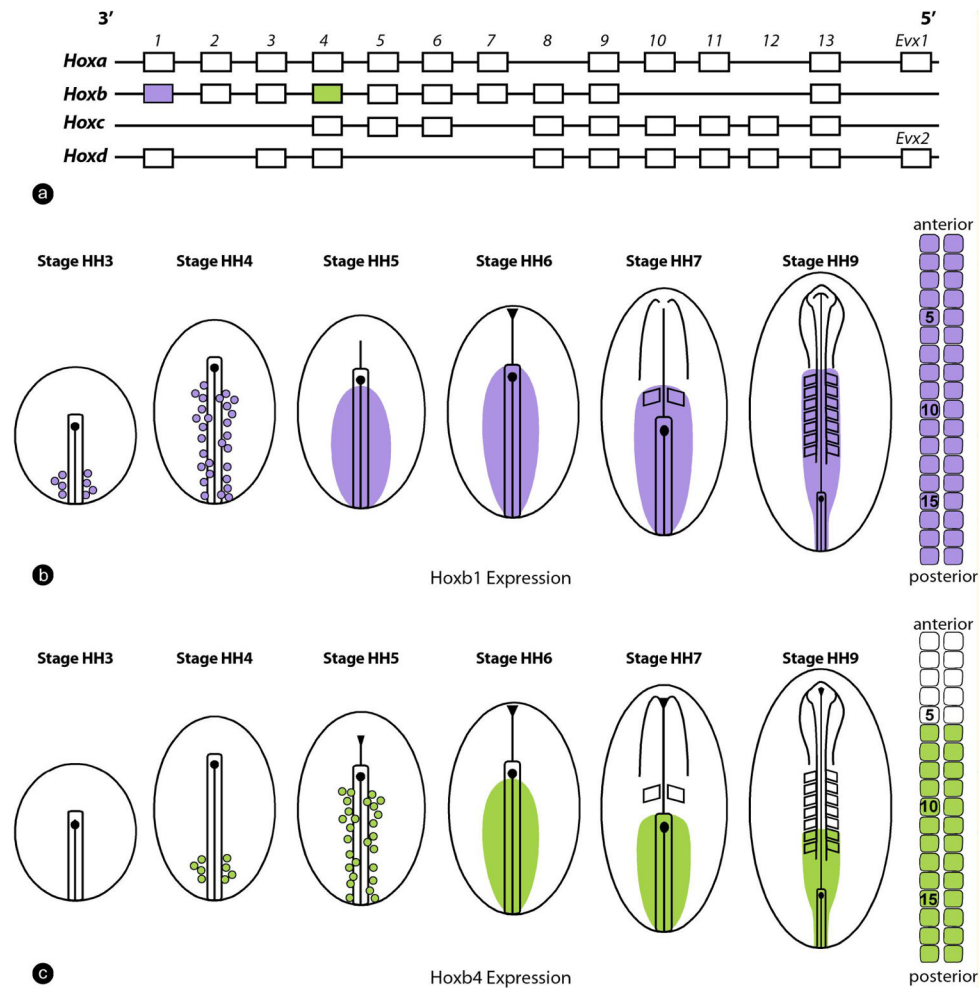 3’ 5’
1 2 3 4 5 6 7 8 9 10 11 12 13 Evx1
Hoxa
Hoxb
Hoxc
Evx2
Hoxd
a
anterior
Stage HH3 Stage HH4 Stage HH5 Stage HH6 Stage HH7 Stage HH9
5
10
15
b
Hoxb1 Expression
posterior
anterior
Stage HH3 Stage HH4 Stage HH5 Stage HH6 Stage HH7 Stage HH9
5
10
15
c
Hoxb4 Expression
posterior